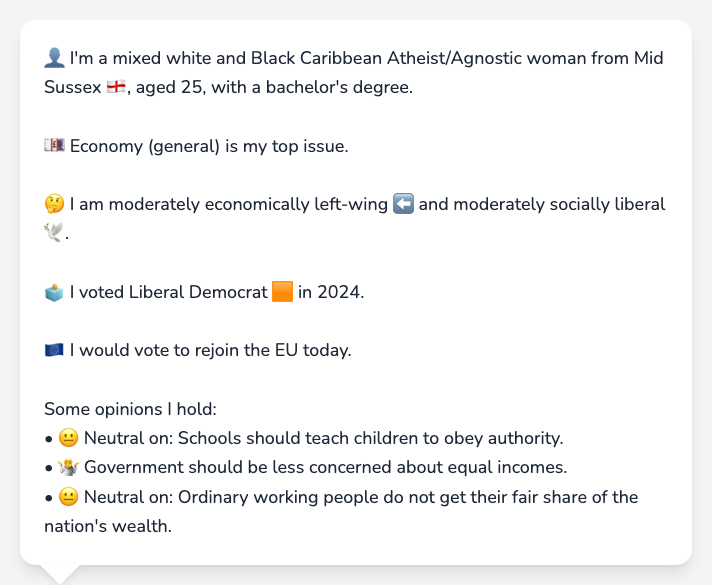 👤 I'm a mixed white and Black Caribbean Atheist/Agnostic woman from Mid
Sussex 🏴󠁧󠁢󠁥󠁮󠁧󠁿, aged 25, with a bachelor's degree.
💷 Economy (general) is my top issue.
🤔 I am moderately economically left-wing ⬅️ and moderately socially liberal
🕊️.
🗳️ I voted Liberal Democrat 🟧 in 2024.
🇪🇺 I would vote to rejoin the EU today.
Some opinions I hold:
• 😐 Neutral on: Schools should teach children to obey authority.
• 🤷 Government should be less concerned about equal incomes.
• 😐 Neutral on: Ordinary working people do not get their fair share of the
nation's wealth.